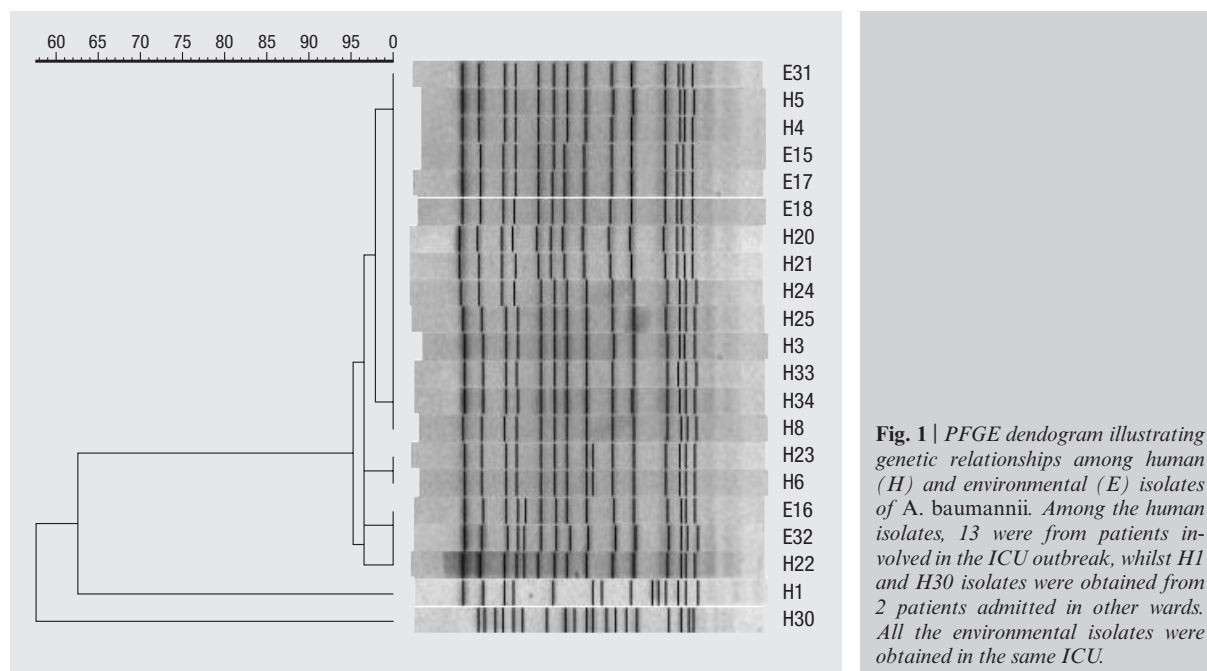 60 65 70 75 80 85 90 95 0
E31
H5
H4
E15
E17
E18
H20
H21
H24
H25
H3
H33
H34
H8
H23
H6
E16
E32
H22
H1
H30
Fig. 1 | PFGE dendogram illustrating
genetic relationships among human
(H) and environmental (E) isolates
of A. baumannii. Among the human
isolates, 13 were from patients in-
volved in the ICU outbreak, whilst H1
and H30 isolates were obtained from
2 patients admitted in other wards.
All the environmental isolates were
obtained in the same ICU.